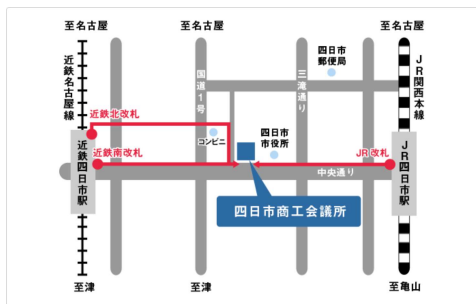 至名古屋
至名古屋
至名古屋
近鉄名古屋線
国道1号
三滝通り
四日市
郵便局
JR関西本線
近鉄北改札
近鉄南改札
コンビニ
四日市
市役所
JR改札
近鉄四日市駅
JR四日市駅
中央通り
四日市商工会議所
至津
至津
至亀山